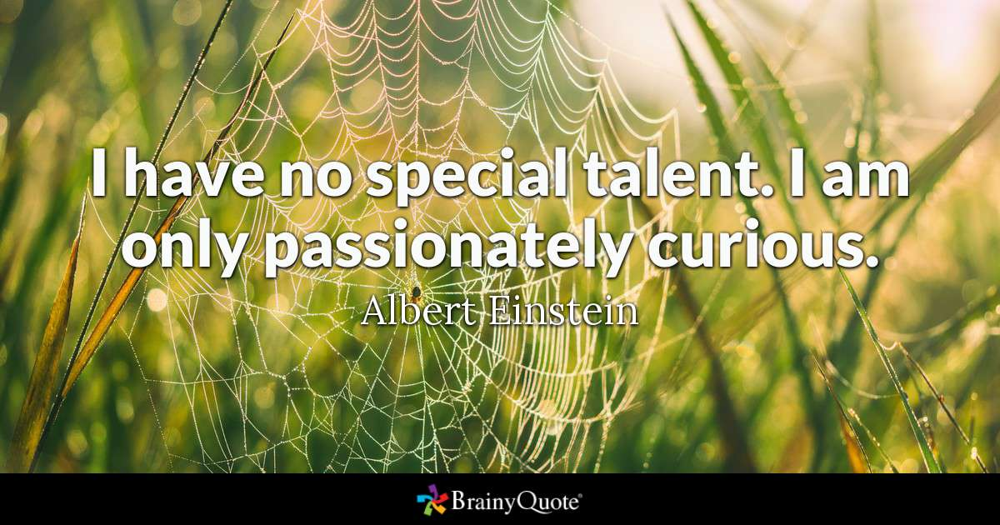 I have no special talent. I am
only passionately curious.
Albert Einstein
BrainyQuote®